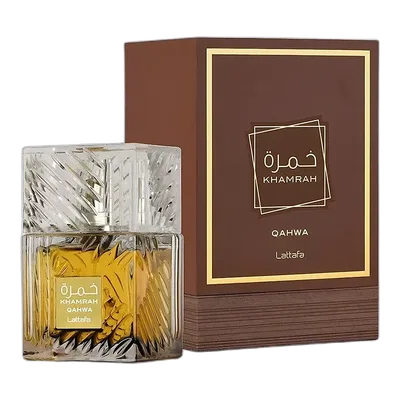 خمرة
KHAMRAH
QAHWA
Lattafa
خمرة
KHAMRAH
QAHWA
Lattafa